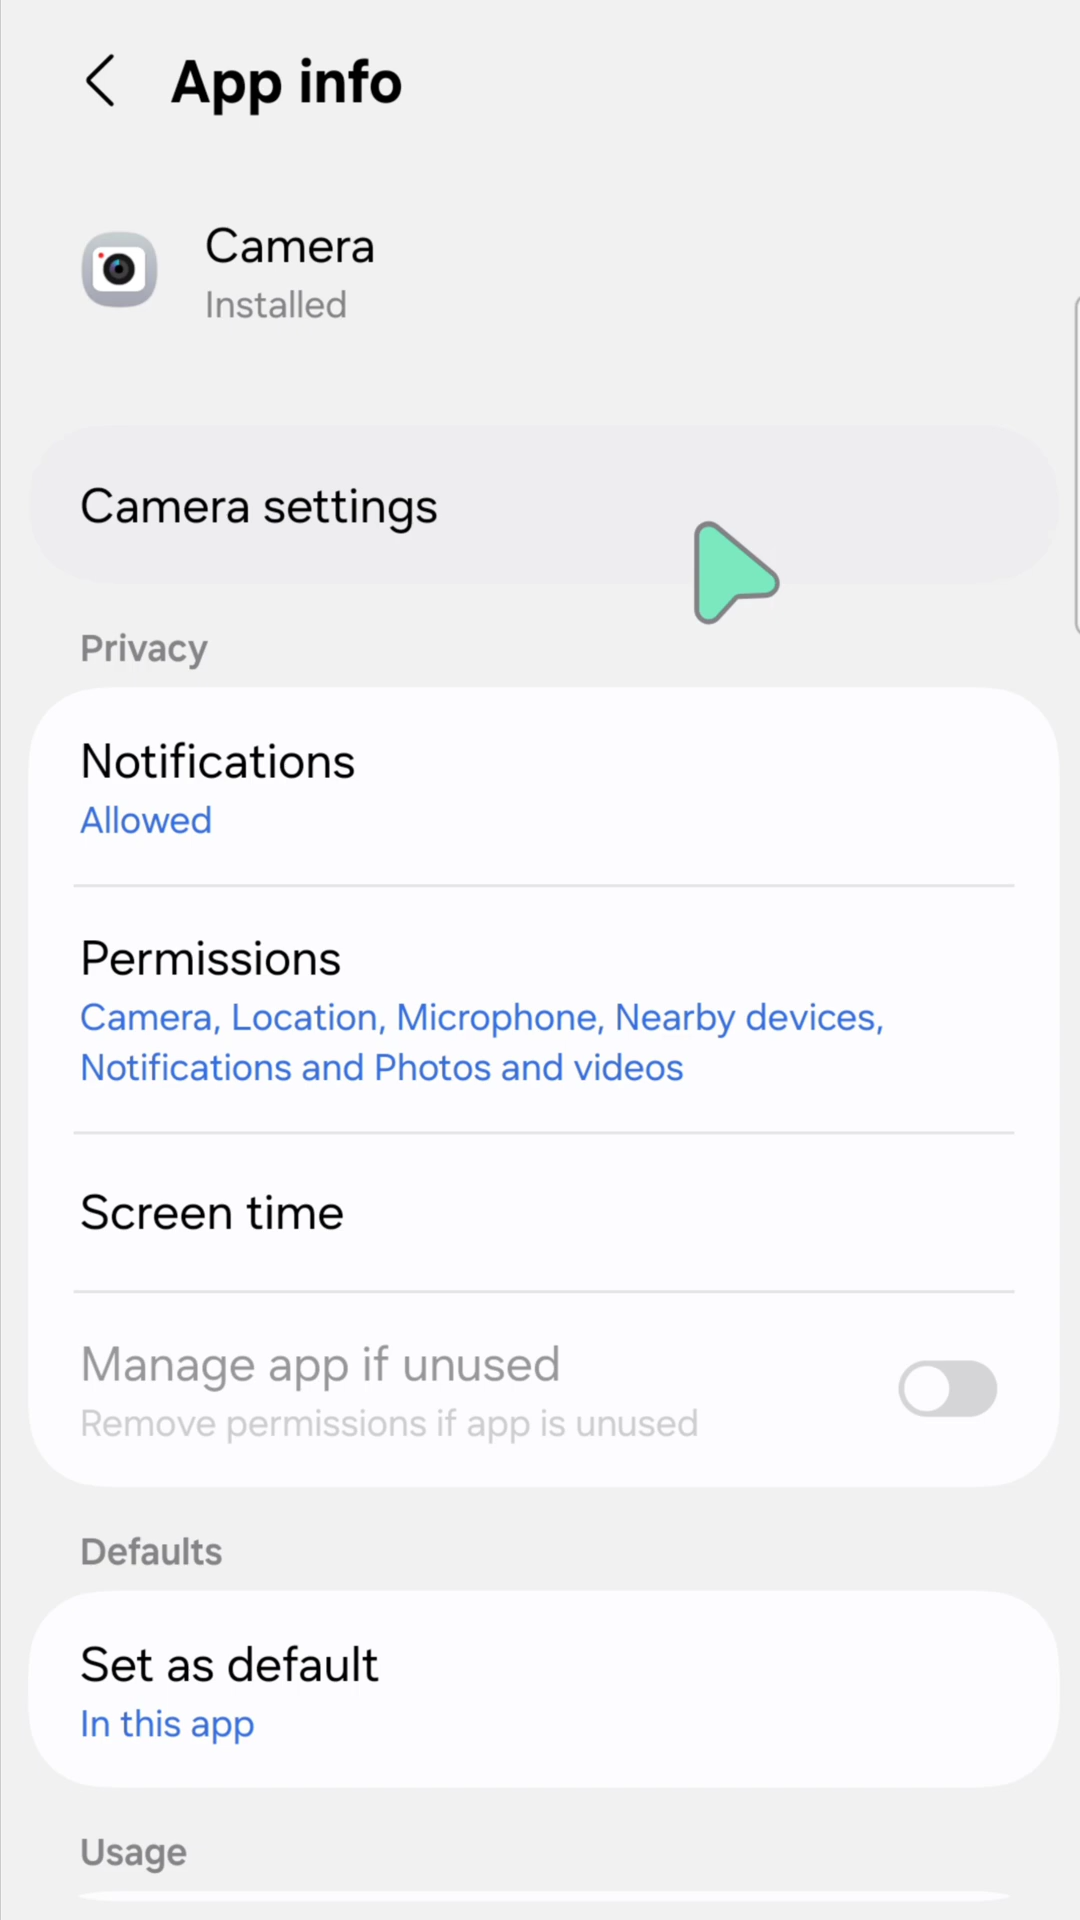 App info
Camera
Installed
Camera settings
Privacy
Notifications
Allowed
Permissions
Camera, Location, Microphone, Nearby devices,
Notifications and Photos and videos
Screen time
Manage app if unused
Remove permissions if app is unused
Defaults
Set as default
In this app
Usage